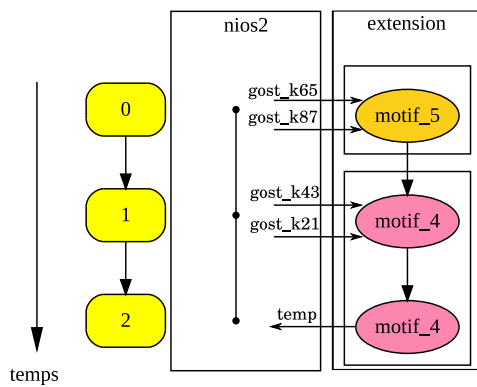 nios2
extension
gost_k65
0
motif_5
gost_k87
gost_k43
1
motif_4
gost_k21
temp
2
motif_4
temps